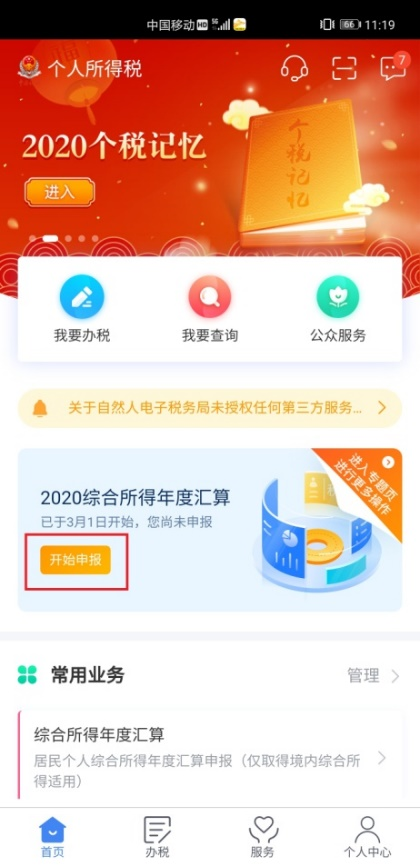 中国移动 HD 5G 66 11:19
个人所得税
7
2020个税记忆
个税记忆
进入
我要办税
我要查询
公众服务
关于自然人电子税务局未授权任何第三方服务...
进入专题页
进行更多操作
2020综合所得年度汇算
已于3月1日开始，您尚未申报
开始申报
常用业务
管理
综合所得年度汇算
居民个人综合所得年度汇算申报（仅取得境内综合所
得适用）
首页
办税
服务
个人中心